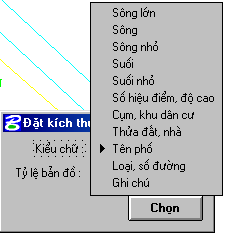 Sông lớn
Sông
Sông nhỏ
Suối
Suối nhỏ
Số hiệu điểm, độ cao
Cụm, khu dân cư
Thửa đất, nhà
Tên phố
Loại, số đường
Ghi chú
Đặt kích
Kiểu chữ :
Tỷ lệ bản đồ :
Chọn